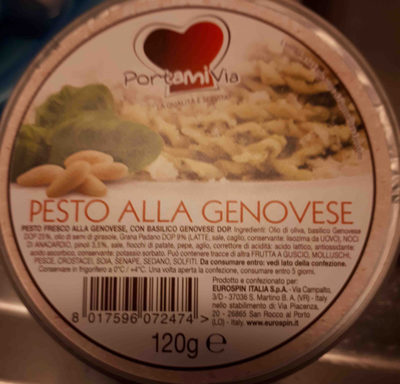 PortamiVia
PESTO ALLA GENOVESE
PESTO FRESCO ALLA GENOVESE, CON BASILICO GENOVESE DOP. Ingredienti: Olio di oliva, basilico Genovese
DOP 25%, olio di semi di girasole, Grana Padano DOP 9% (LATTE, sale, caglio, conservante: lisozima da UOVO), NOCI
DI ANACARDIO, pinoli 3,5%, sale, fiocchi di patate, pepe, aglio, correttore di acidità: acido lattico, antiossidante:
acido ascorbico, conservante: potassio sorbato. Può contenere tracce di altra FRUTTA A GUSCIO, MOLLUSCHI,
PESCE, CROSTACEI, SOIA, SENAPE, SEDANO, SOLFITI. Da consumare entro: vedi lato della confezione.
Conservare in frigorifero a 0°C / +4°C. Una volta aperta la confezione, consumare entro 5 giorni.
Prodotto e confezionato per:
EUROSPIN ITALIA S.p.A. - Via Campalto,
3/D - 37036 S. Martino B. A. (VR) - Italy,
nello stabilimento di: Via Piacenza,
20 - 26865 San Rocco al Porto
(LO) - Italy. www.eurospin.it
8 017596 072474 >
120g e